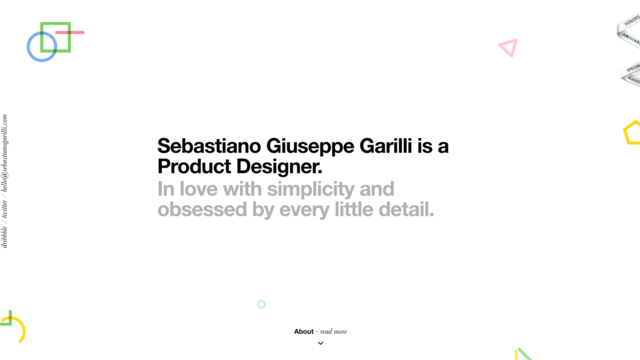 Sebastiano Giuseppe Garilli is a
Product Designer.
In love with simplicity and
obsessed by every little detail.
dribbble / twitter / hello@sebastianogarilli.com
About - read more